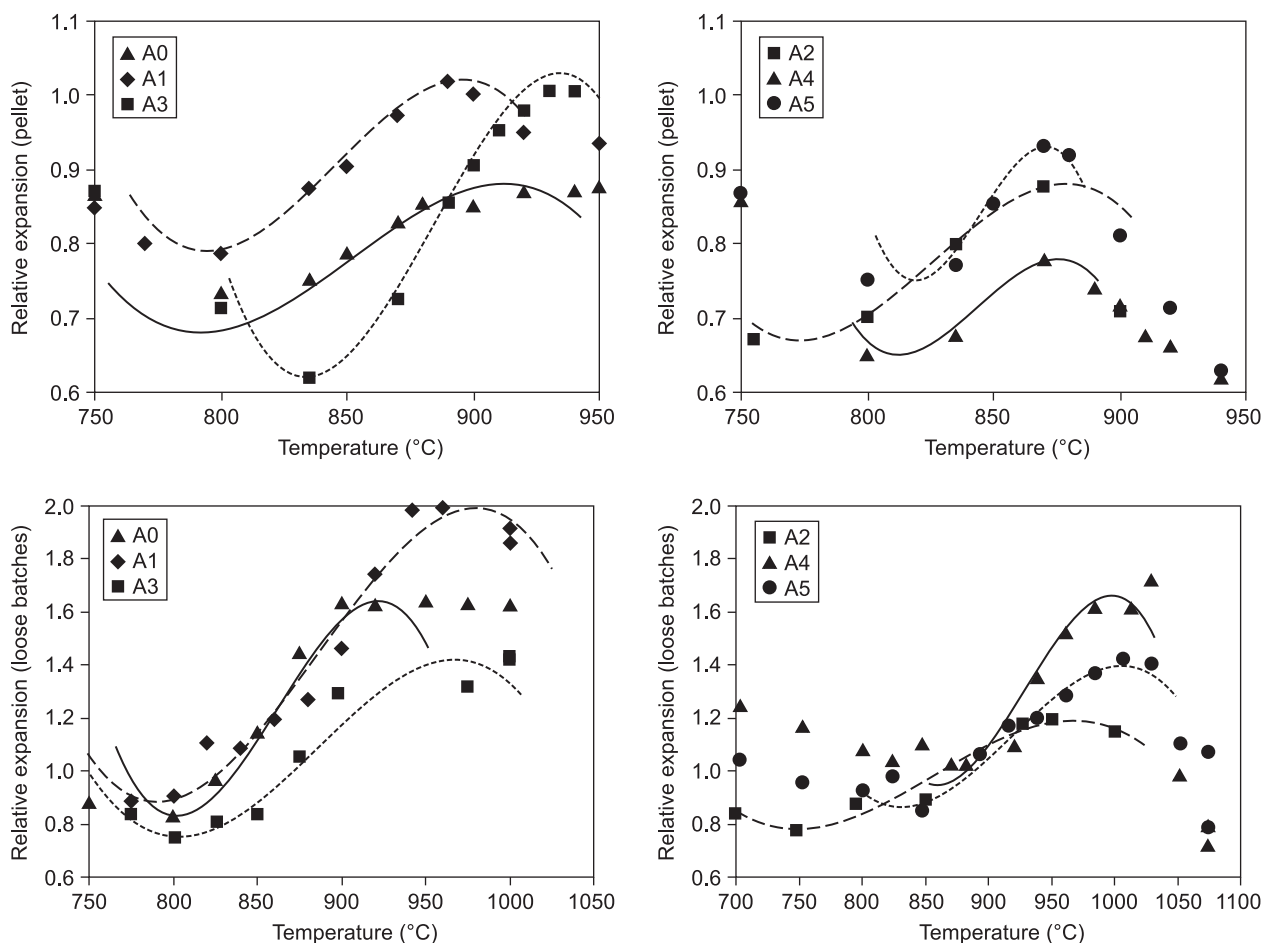 Relative expansion (pellet)
1.1
1.0
0.9
0.8
0.7
0.6
A0
A1
A3
750
800
850
900
950
Temperature (°C)
Relative expansion (pellet)
1.1
1.0
0.9
0.8
0.7
0.6
A2
A4
A5
750
800
850
900
950
Temperature (°C)
Relative expansion (loose batches)
2.0
1.8
1.6
1.4
1.2
1.0
0.8
0.6
A0
A1
A3
750
800
850
900
950
1000
1050
Temperature (°C)
Relative expansion (loose batches)
2.0
1.8
1.6
1.4
1.2
1.0
0.8
0.6
A2
A4
A5
700
750
800
850
900
950
1000
1050
1100
Temperature (°C)